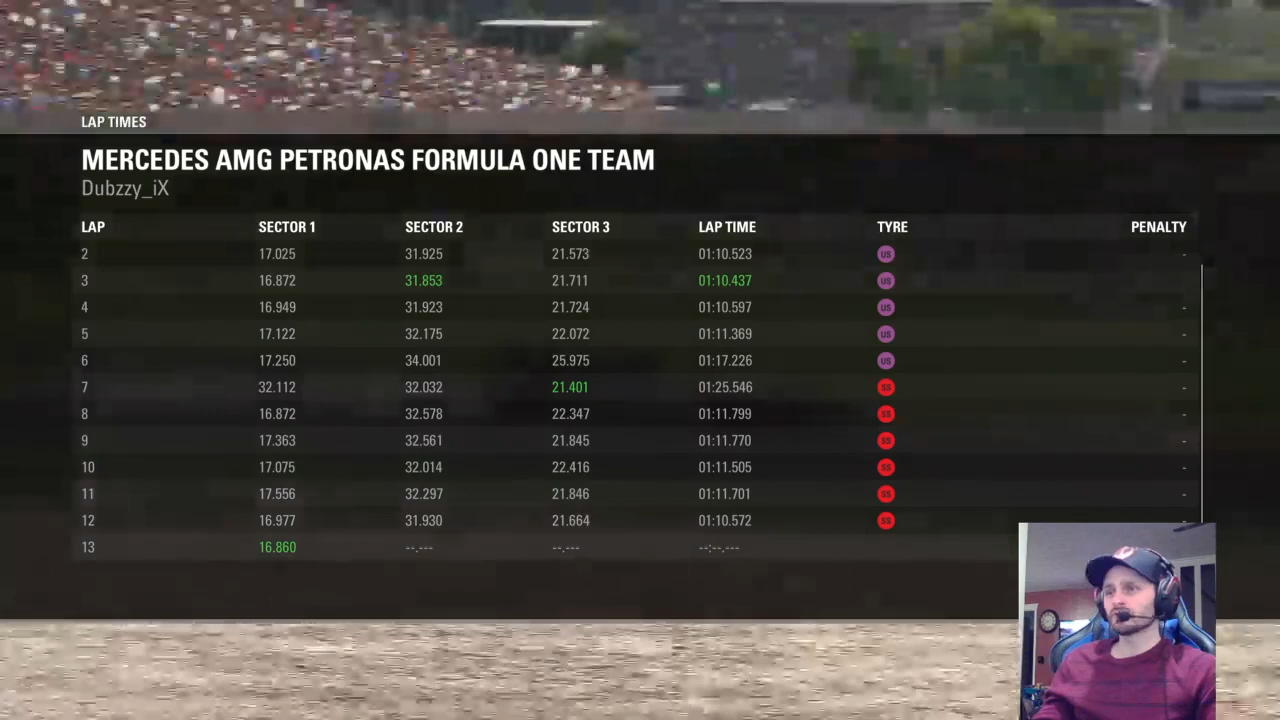 LAP TIMES
MERCEDES AMG PETRONAS FORMULA ONE TEAM
Dubzzy_iX
LAP SECTOR 1 SECTOR 2 SECTOR 3 LAP TIME TYRE PENALTY
2 17.025 31.925 21.573 01:10.523 US -
3 16.872 31.853 21.711 01:10.437 US -
4 16.949 31.923 21.724 01:10.597 US -
5 17.122 32.175 22.072 01:11.369 US -
6 17.250 34.001 25.975 01:17.226 US -
7 32.112 32.032 21.401 01:25.546 SS -
8 16.872 32.578 22.347 01:11.799 SS -
9 17.363 32.561 21.845 01:11.770 SS -
10 17.075 32.014 22.416 01:11.505 SS -
11 17.556 32.297 21.846 01:11.701 SS -
12 16.977 31.930 21.664 01:10.572 SS -
13 16.860 --.--- --.--- --:--.---